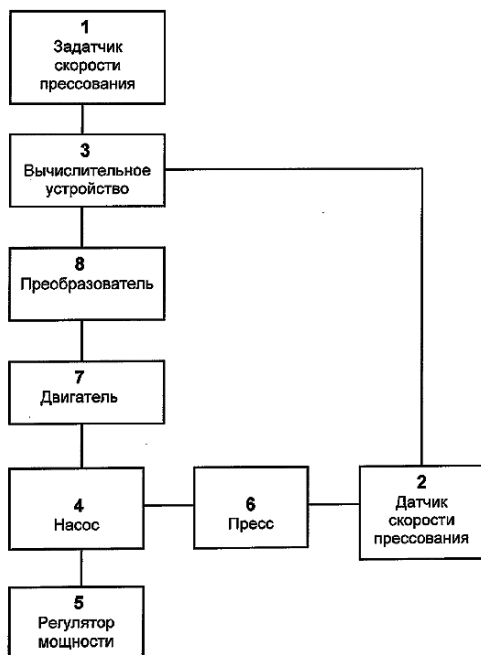 1
Задатчик
скорости
прессования
3
Вычислительное
устройство
8
Преобразователь
7
Двигатель
4
Насос
6
Пресс
2
Датчик
скорости
прессования
5
Регулятор
мощности